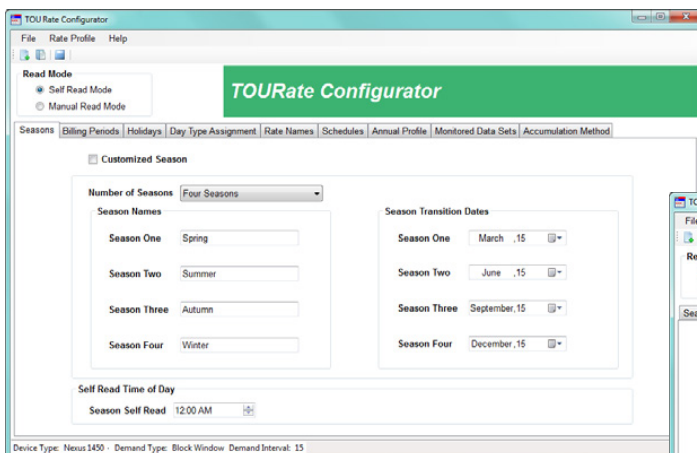 TOU Rate Configurator
File Rate Profile Help
Read Mode
Self Read Mode
Manual Read Mode
TOURate Configurator
Seasons Billing Periods Holidays Day Type Assignment Rate Names Schedules Annual Profile Monitored Data Sets Accumulation Method
Customized Season
Number of Seasons Four Seasons
Season Names Season Transition Dates
Season One Spring Season One March ,15
Season Two Summer Season Two June ,15
Season Three Autumn Season Three September,15
Season Four Winter Season Four December ,15
Self Read Time of Day
Season Self Read 12:00 AM
Device Type: Nexus 1450 - Demand Type: Block Window Demand Interval: 15